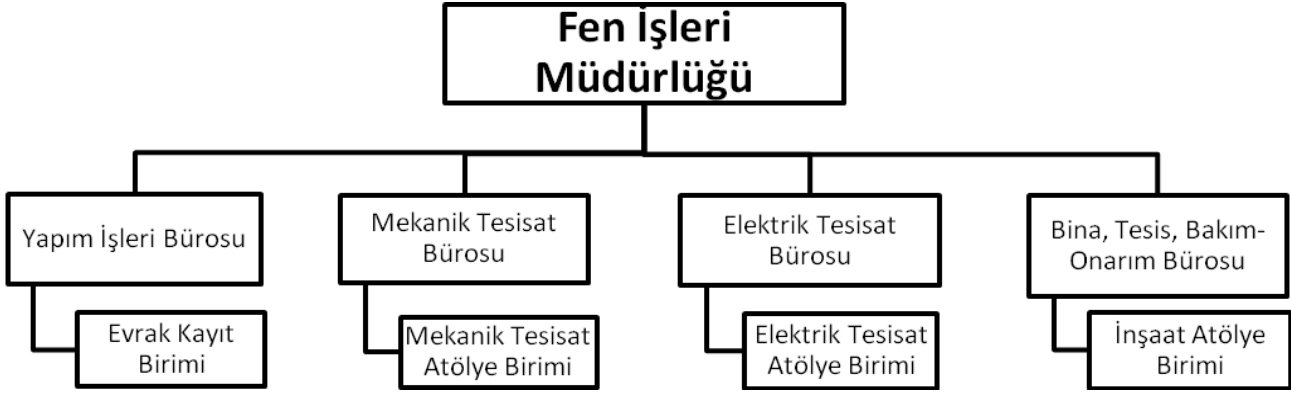 Fen İşleri
Müdürlüğü
Yapım İşleri Bürosu
Mekanik Tesisat
Bürosu
Elektrik Tesisat
Bürosu
Bina, Tesis, Bakım-
Onarım Bürosu
Evrak Kayıt
Birimi
Mekanik Tesisat
Atölye Birimi
Elektrik Tesisat
Atölye Birimi
İnşaat Atölye
Birimi